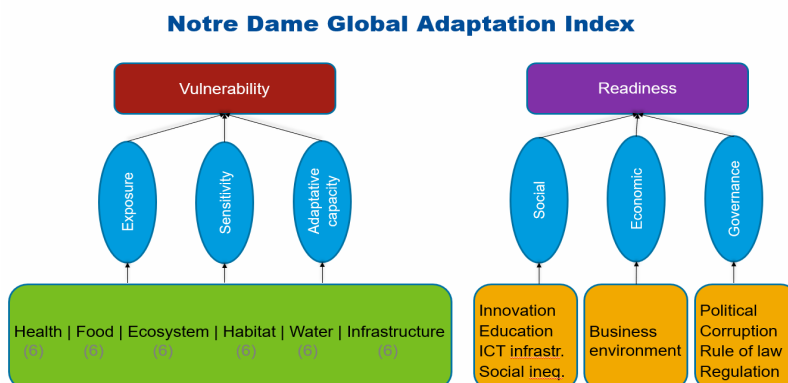 Notre Dame Global Adaptation Index
Vulnerability
Readiness
Exposure
Sensitivity
Adaptative
capacity
Social
Economic
Governance
Health | Food | Ecosystem | Habitat | Water | Infrastructure
(6) (6) (6) (6) (6) (6)
Innovation
Education
ICT infrastr.
Social ineq.
Business
environment
Political
Corruption
Rule of law
Regulation